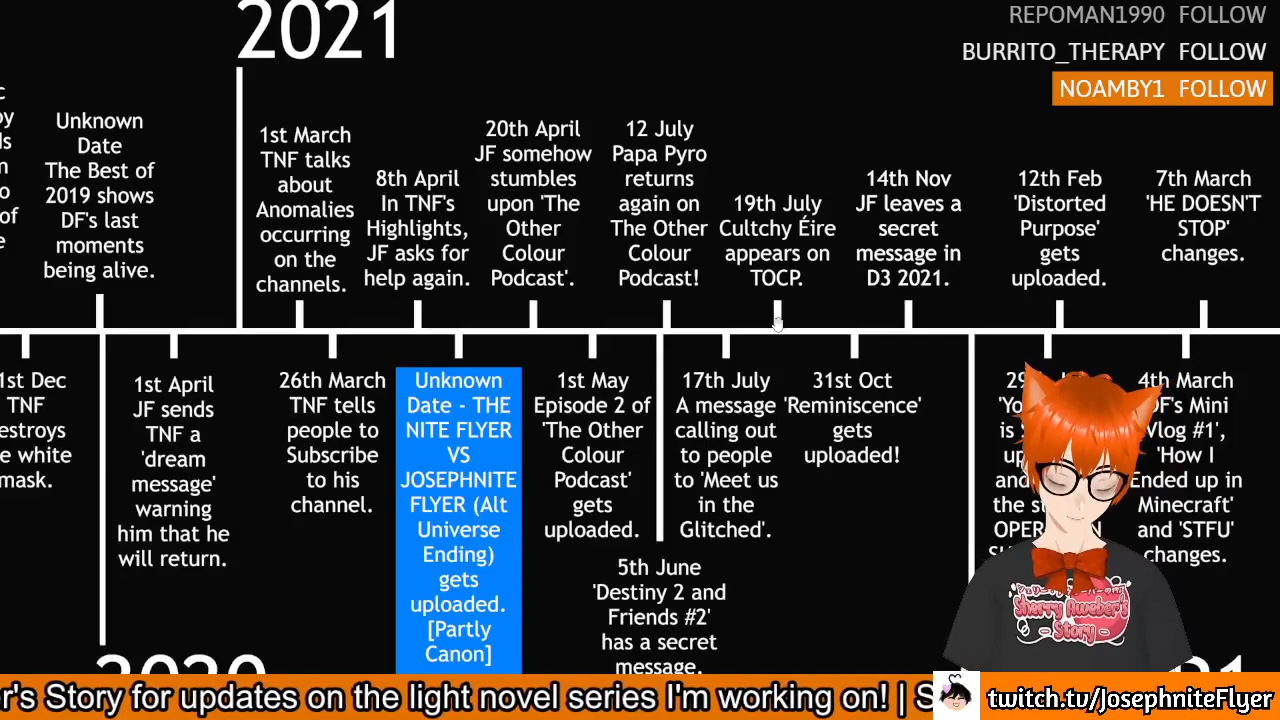 2021
REPOMAN1990 FOLLOW
BURRITO_THERAPY FOLLOW
NOAMBY1 FOLLOW
Unknown
Date
The Best of
2019 shows
DF's last
moments
being alive.
1st March
TNF talks
about
Anomalies
occurring
on the
channels.
8th April
In TNF's
Highlights,
JF asks for
help again.
20th April
JF somehow
stumbles
upon 'The
Other
Colour
Podcast'.
12 July
Papa Pyro
returns
again on
The Other
Colour
Podcast!
19th July
Cultchy Éire
appears on
TOCP.
14th Nov
JF leaves a
secret
message in
D3 2021.
12th Feb
'Distorted
Purpose'
gets
uploaded.
7th March
'HE DOESN'T
STOP'
changes.
1st Dec
TNF
estroys
e white
mask.
1st April
JF sends
TNF a
'dream
message'
warning
him that he
will return.
26th March
TNF tells
people to
Subscribe
to his
channel.
Unknown
Date - THE
NITE FLYER
VS
JOSEPHNITE
FLYER (Alt
Universe
Ending)
gets
uploaded.
[Partly
Canon]
1st May
Episode 2 of
'The Other
Colour
Podcast'
gets
uploaded.
5th June
'Destiny 2 and
Friends #2'
has a secret
message.
17th July
A message
calling out
to people
to 'Meet us
in the
Glitched'.
31st Oct
'Reminiscence'
gets
uploaded!
4th March
DF's Mini
Vlog #1',
'How I
Ended up in
Minecraft'
and 'STFU'
changes.
2020
Sherry Aweber's
- Story -
er's Story for updates on the light novel series I'm working on! | S
twitch.tv/JosephniteFlyer